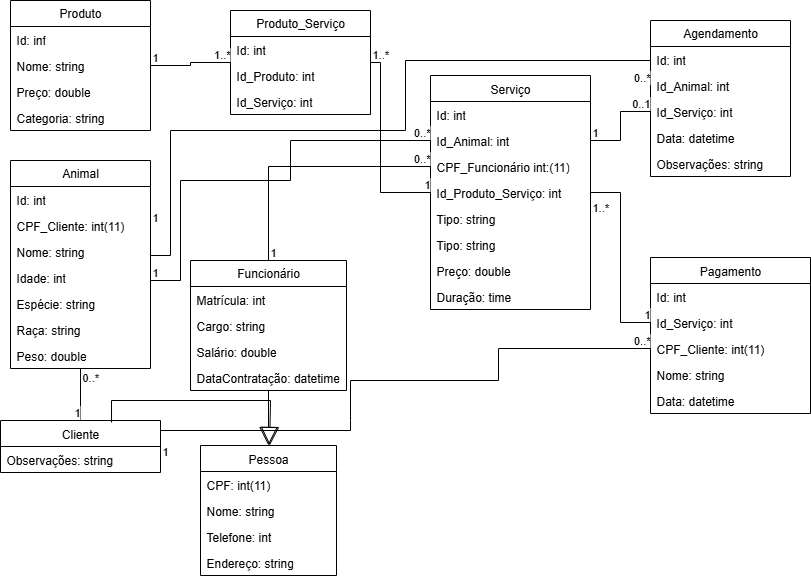 Produto
Id: inf
Nome: string
Preço: double
Categoria: string
1
1..*
Produto_Serviço
Id: int
Id_Produto: int
Id_Serviço: int
1..*
Agendamento
Id: int
Id_Animal: int
Id_Serviço: int
Data: datetime
Observações: string
0..*
0..1
Serviço
Id: int
Id_Animal: int
CPF_Funcionário int:(11)
Id_Produto_Serviço: int
Tipo: string
Tipo: string
Preço: double
Duração: time
0..*
0..*
1
1
1..*
Animal
Id: int
CPF_Cliente: int(11)
Nome: string
Idade: int
Espécie: string
Raça: string
Peso: double
1
1
0..*
1
Funcionário
Matrícula: int
Cargo: string
Salário: double
DataContratação: datetime
1
Pagamento
Id: int
Id_Serviço: int
CPF_Cliente: int(11)
Nome: string
Data: datetime
1
0..*
Cliente
Observações: string
1
Pessoa
CPF: int(11)
Nome: string
Telefone: int
Endereço: string